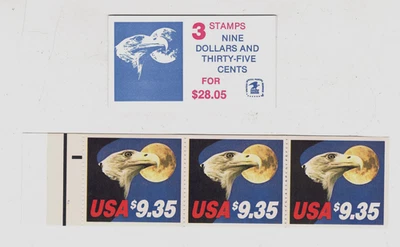 3 STAMPS
NINE
DOLLARS AND
THIRTY-FIVE
CENTS
FOR
$28.05
USA $9.35
USA $9.35
USA $9.35